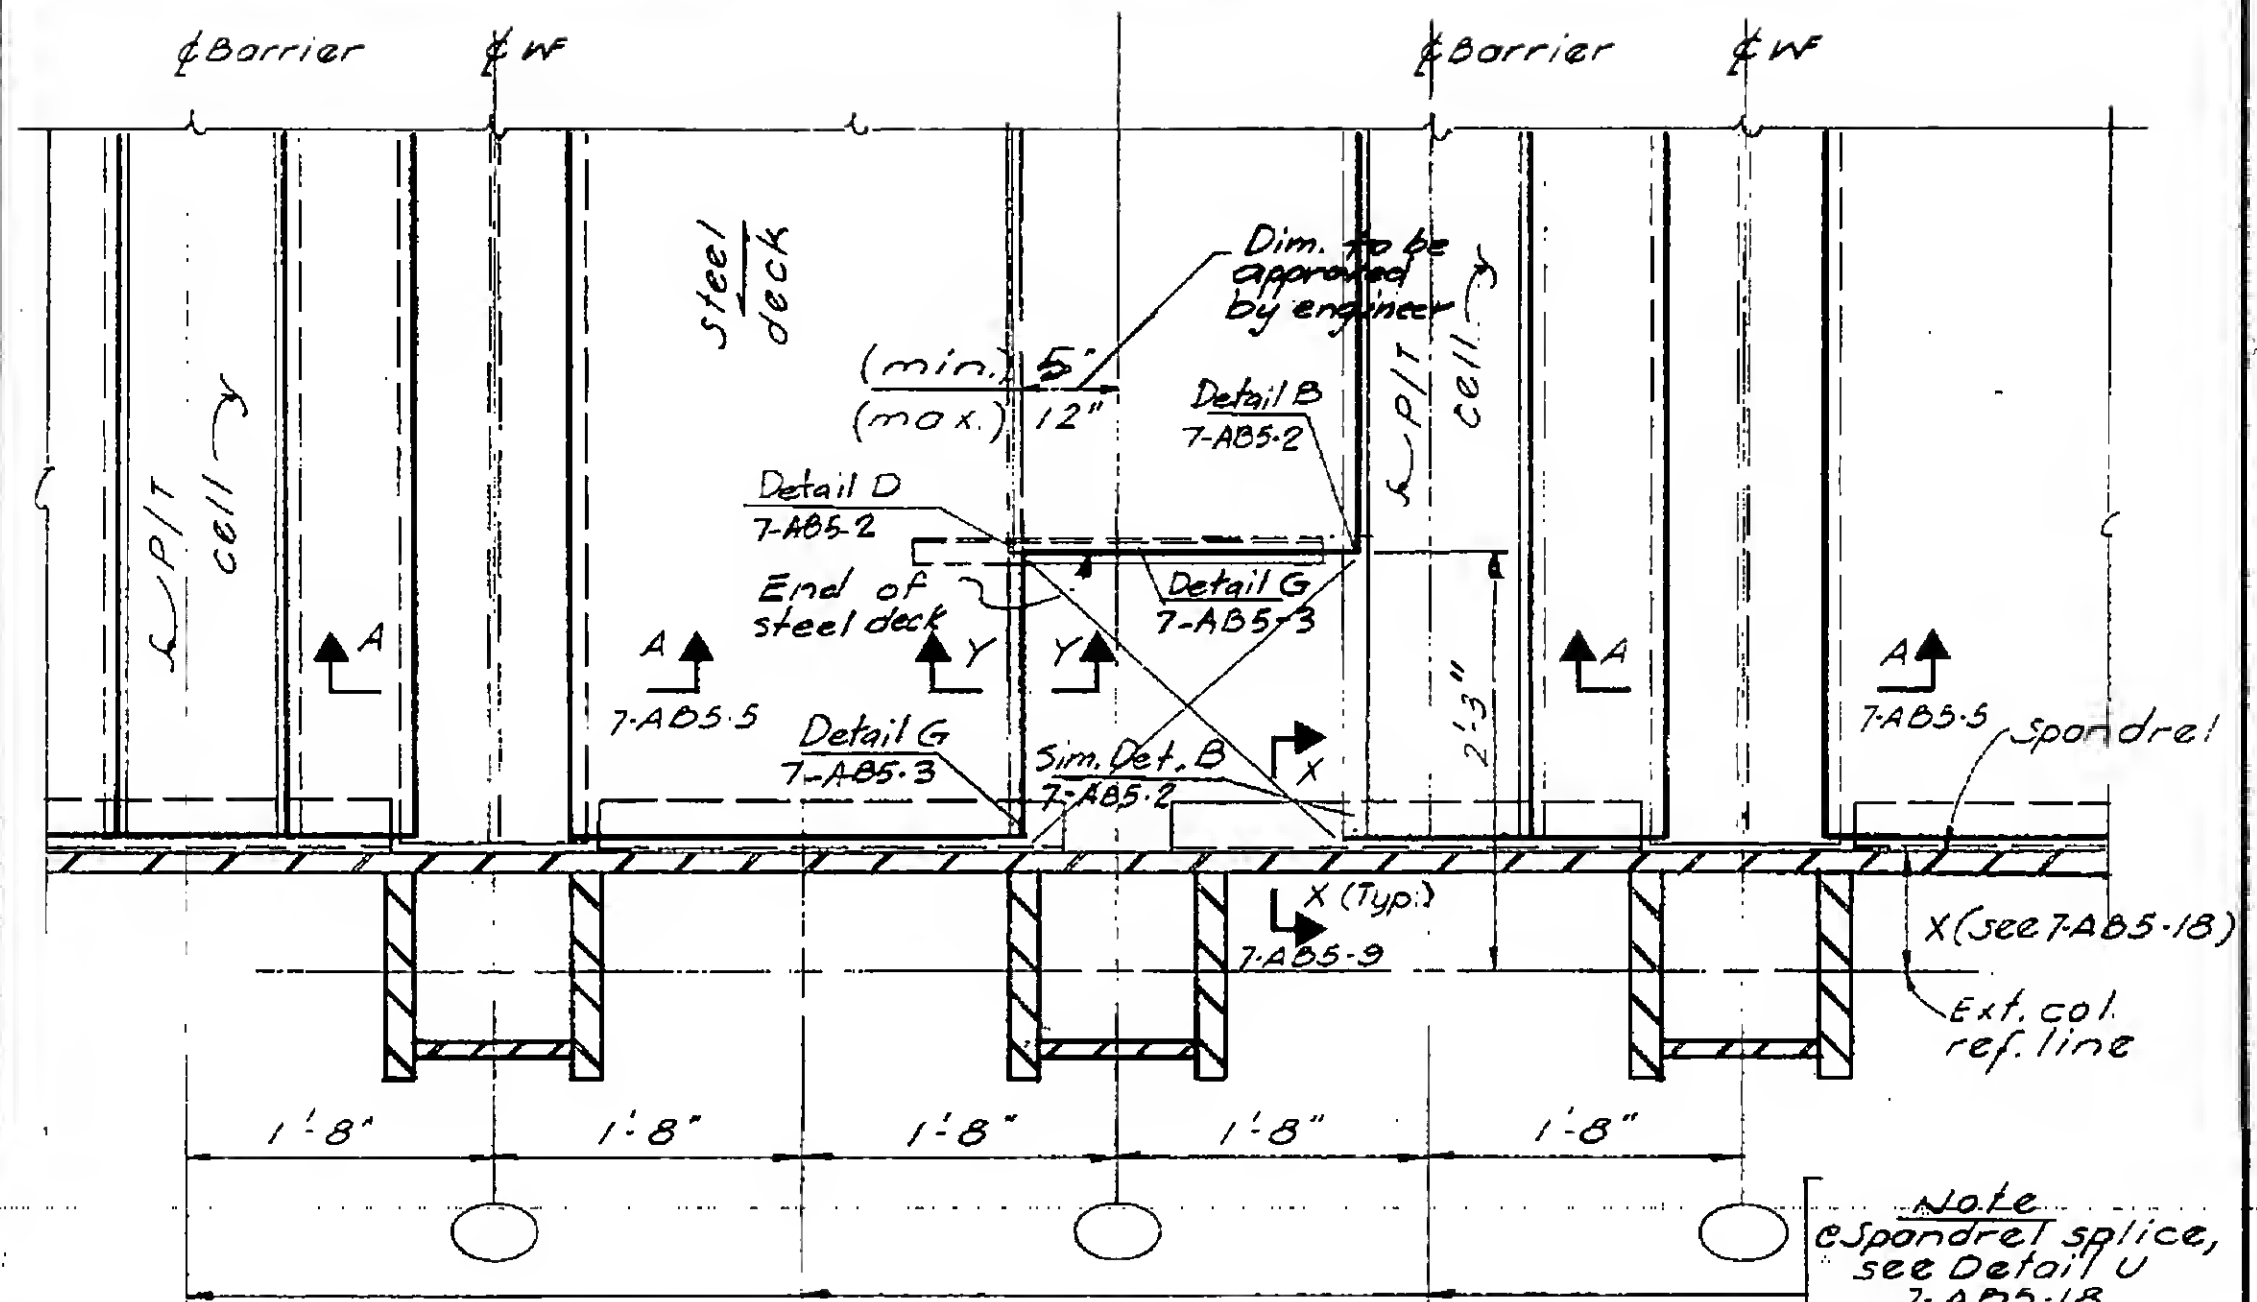 ℄ Barrier
℄ WF
℄ Barrier
℄ WF
steel
deck
Dim. to be
approved
by engineer
(min.) 5"
(max.) 12"
P/T
cell
P/T
cell
Detail B
7-AB5-2
Detail D
7-AB5-2
End of
steel deck
Detail G
7-AB5-3
A
A
7-AB5-5
Y
Y
A
A
7-AB5-5
2'-3"
Spandrel
Detail G
7-AB5-3
Sim. Det. B
7-AB5-2
X
X (Typ.)
7-AB5-9
X (see 7-AB5-18)
Ext. col.
ref. line
1'-8"
1'-8"
1'-8"
1'-8"
1'-8"
Note
@Spandrel splice,
see Detail U
7-AB5-18